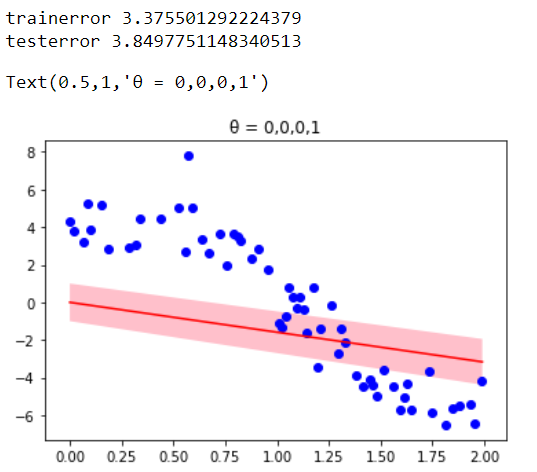 trainerror 3.375501292224379
testerror 3.8497751148340513
Text(0.5,1,'θ = 0,0,0,1')
θ = 0,0,0,1
8
6
4
2
0
−2
−4
−6
0.00 0.25 0.50 0.75 1.00 1.25 1.50 1.75 2.00